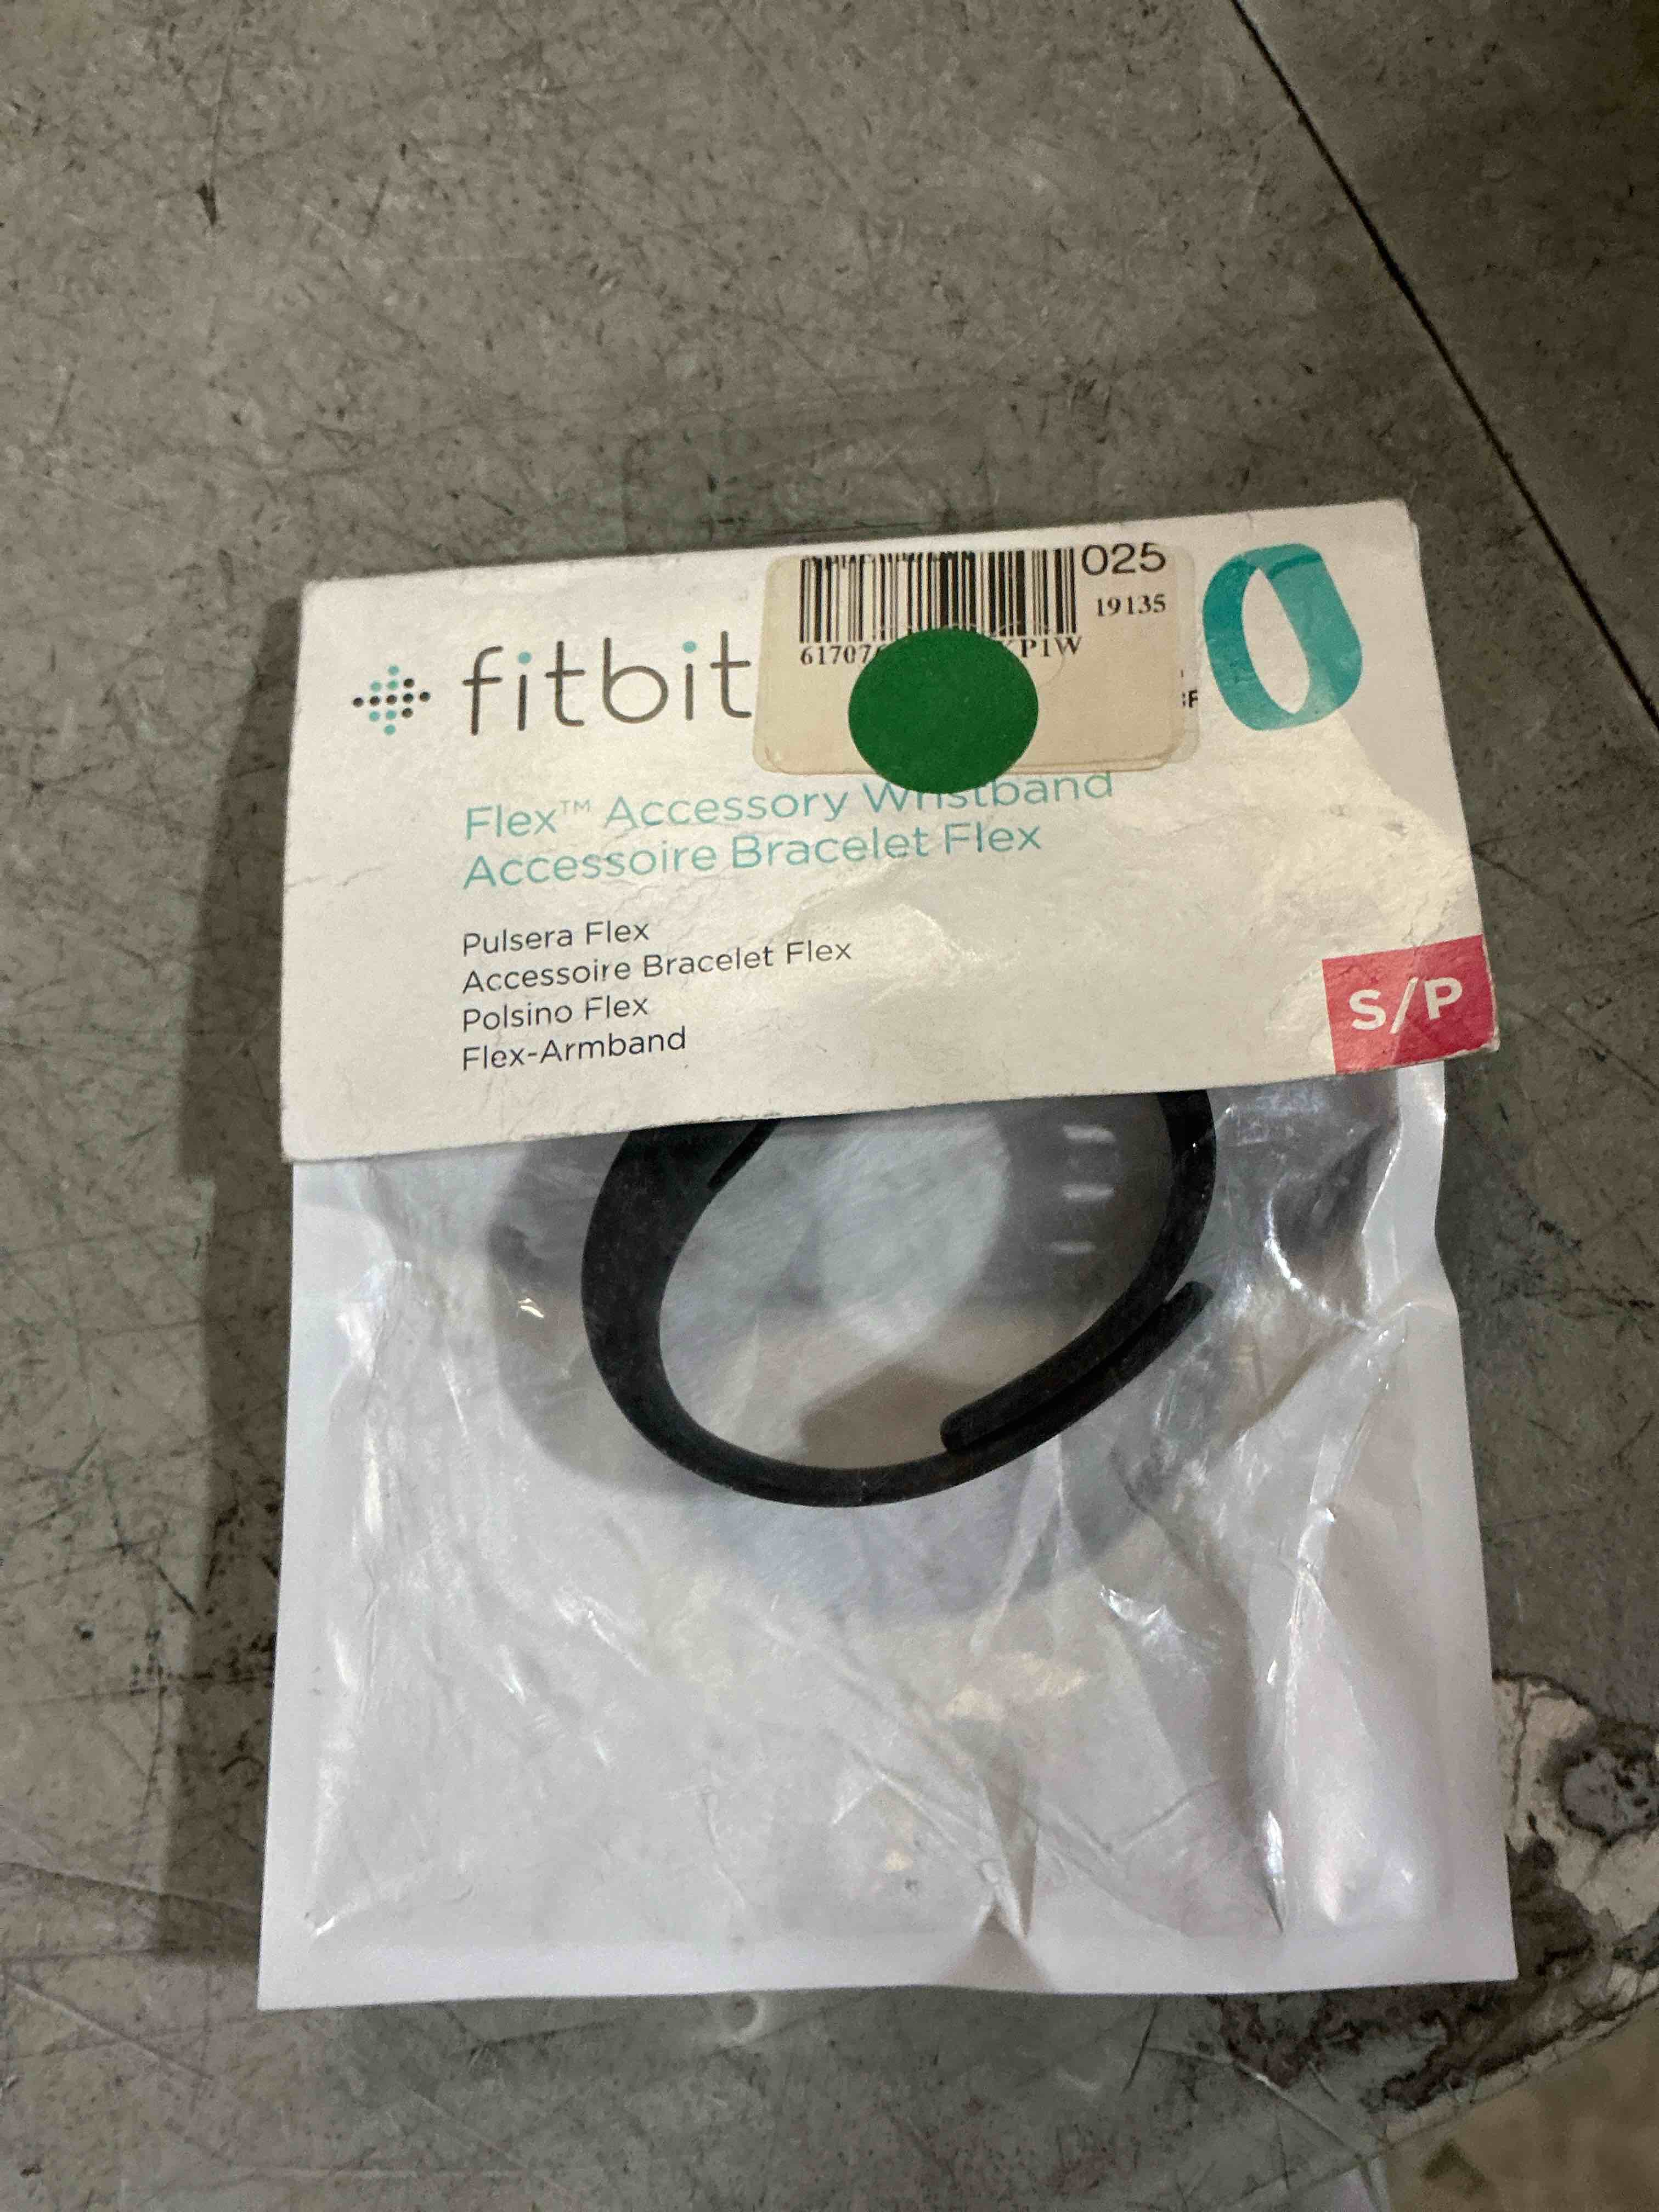 025
19135
fitbit
Flex™ Accessory Wristband
Accessoire Bracelet Flex
Pulsera Flex
Accessoire Bracelet Flex
Polsino Flex
Flex-Armband
S/P